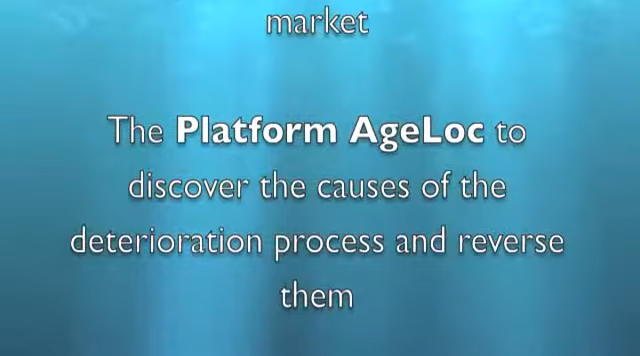 market
The Platform AgeLoc to
discover the causes of the
deterioration process and reverse
them